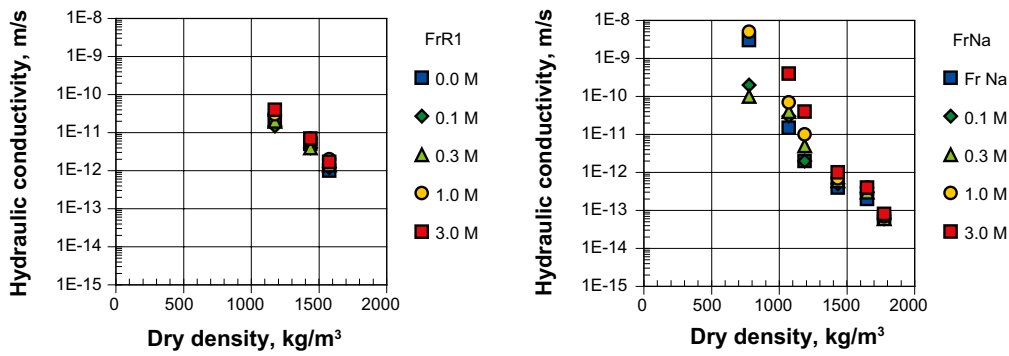 Hydraulic conductivity, m/s
1E-8
1E-9
1E-10
1E-11
1E-12
1E-13
1E-14
1E-15
0
500
1000
1500
2000
Dry density, kg/m³
FrR1
0.0 M
0.1 M
0.3 M
1.0 M
3.0 M
Hydraulic conductivity, m/s
1E-8
1E-9
1E-10
1E-11
1E-12
1E-13
1E-14
1E-15
0
500
1000
1500
2000
Dry density, kg/m³
FrNa
Fr Na
0.1 M
0.3 M
1.0 M
3.0 M